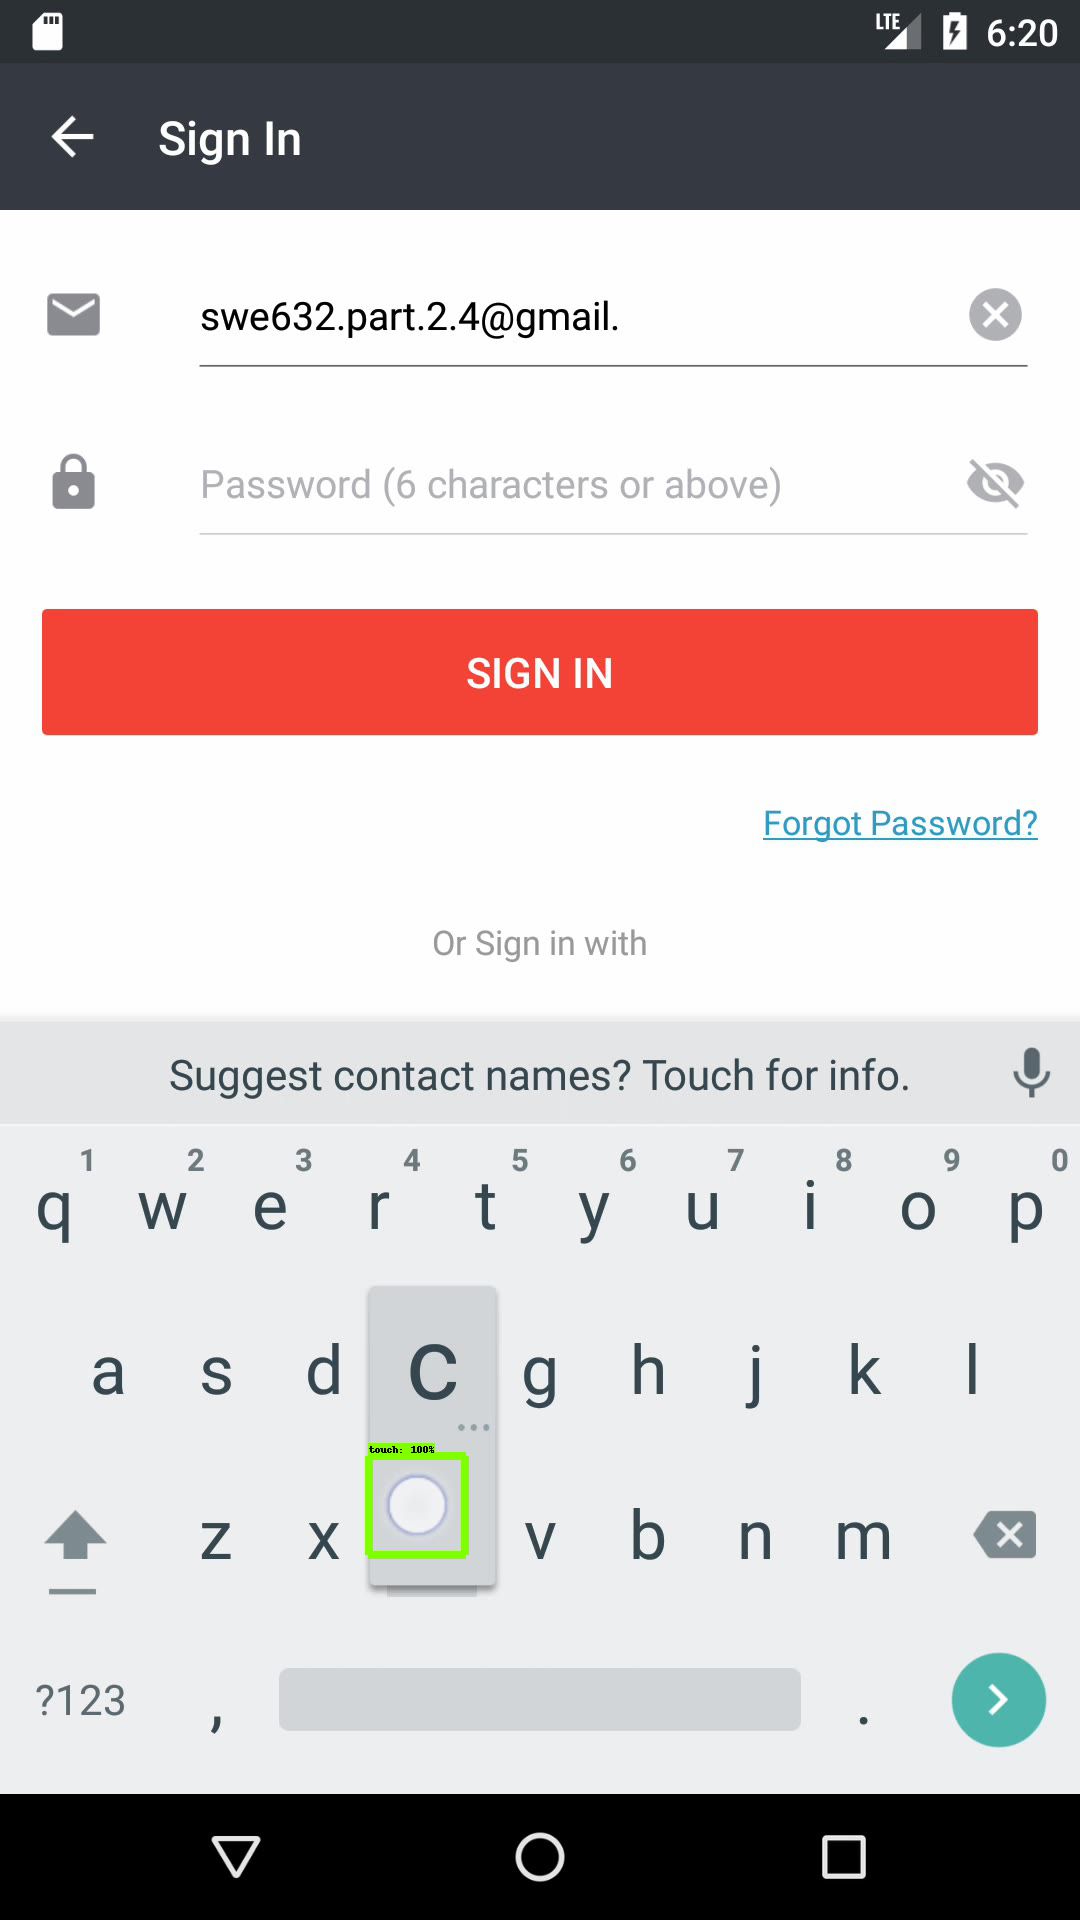 LTE 6:20
Sign In
swe632.part.2.4@gmail.
Password (6 characters or above)
SIGN IN
Forgot Password?
Or Sign in with
Suggest contact names? Touch for info.
1 2 3 4 5 6 7 8 9 0
q w e r t y u i o p
a s d c g h j k l
touch: 100%
z x v b n m
?123 , .